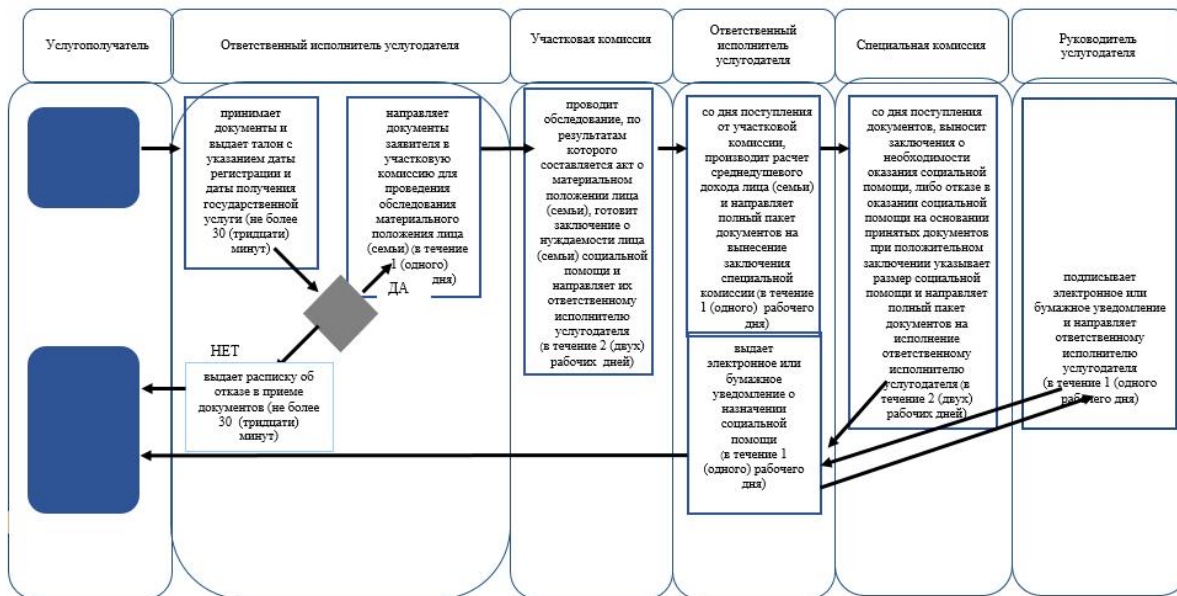 Услугополучатель
Ответственный исполнитель услугодателя
Участковая комиссия
Ответственный
исполнитель
услугодателя
Специальная комиссия
Руководитель
услугодателя
принимает
документы и
выдает талон с
указанием даты
регистрации и
даты получения
государственной
услуги (не более
30 (тридцати)
минут)
направляет
документы
заявителя в
участковую
комиссию для
проведения
обследования
материального
положения лица
(семьи) (в течение
1 (одного)
дня)
ДА
НЕТ
выдает расписку об
отказе в приеме
документов (не более
30 (тридцати)
минут)
проводит
обследование, по
результатам
которого
составляется акт о
материальном
положении лица
(семьи), готовит
заключение о
нуждаемости лица
(семьи) социальной
помощи и
направляет их
ответственному
исполнителю
услугодателя
(в течение 2 (двух)
рабочих дней)
со дня поступления
от участковой
комиссии,
производит расчет
среднедушевого
дохода лица (семьи)
и направляет
полный пакет
документов на
вынесение
заключения
специальной
комиссии (в течение
1 (одного) рабочего
дня)
выдает
электронное или
бумажное
уведомление о
назначении
социальной
помощи
(в течение 1
(одного) рабочего
дня)
со дня поступления
документов, выносит
заключения о
необходимости
оказания социальной
помощи, либо отказе в
оказании социальной
помощи на основании
принятых документов
при положительном
заключении указывает
размер социальной
помощи и направляет
полный пакет
документов на
исполнение
ответственному
исполнителю
услугодателя (в
течение 2 (двух)
рабочих дней)
подписывает
электронное или
бумажное уведомление
и направляет
ответственному
исполнителю
услугодателя
(в течение 1 (одного
рабочего дня)